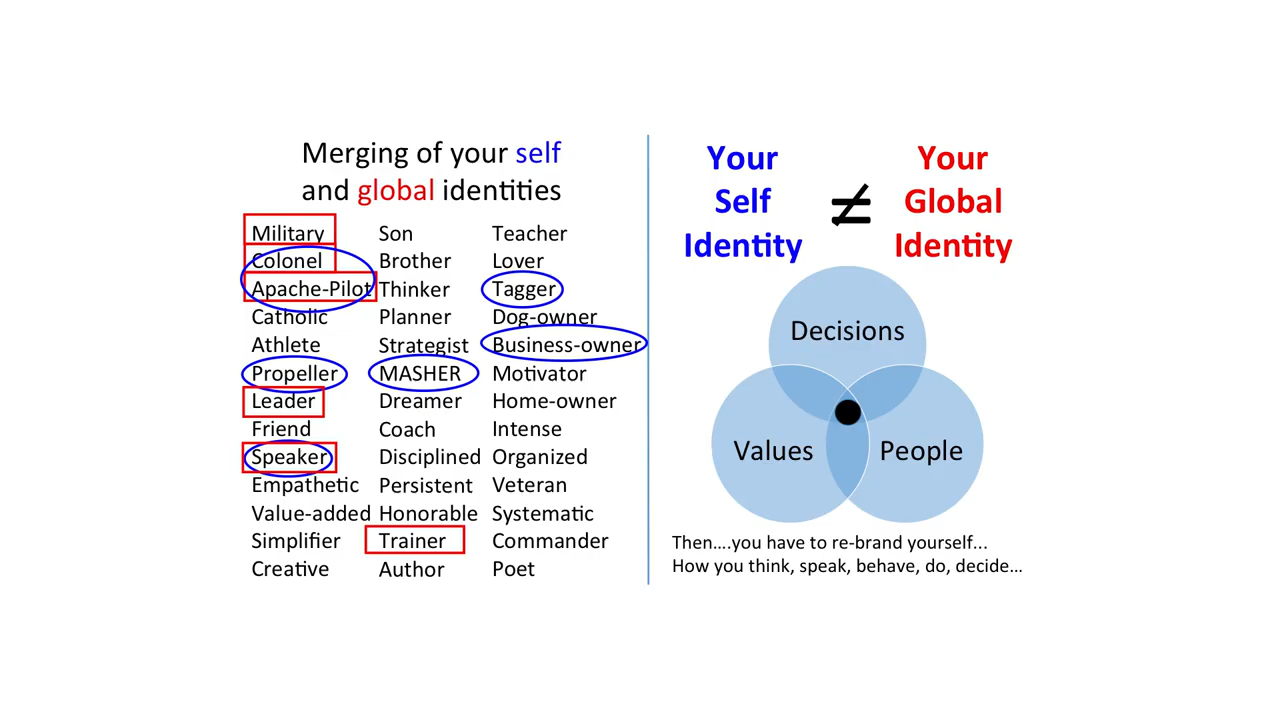 Merging of your self
and global identities
Military
Colonel
Apache-Pilot
Catholic
Athlete
Propeller
Leader
Friend
Speaker
Empathetic
Value-added
Simplifier
Creative
Son
Brother
Thinker
Planner
Strategist
MASHER
Dreamer
Coach
Disciplined
Persistent
Honorable
Trainer
Author
Teacher
Lover
Tagger
Dog-owner
Business-owner
Motivator
Home-owner
Intense
Organized
Veteran
Systematic
Commander
Poet
Your
Self
Identity
≠
Your
Global
Identity
Decisions
Values
People
Then....you have to re-brand yourself...
How you think, speak, behave, do, decide...